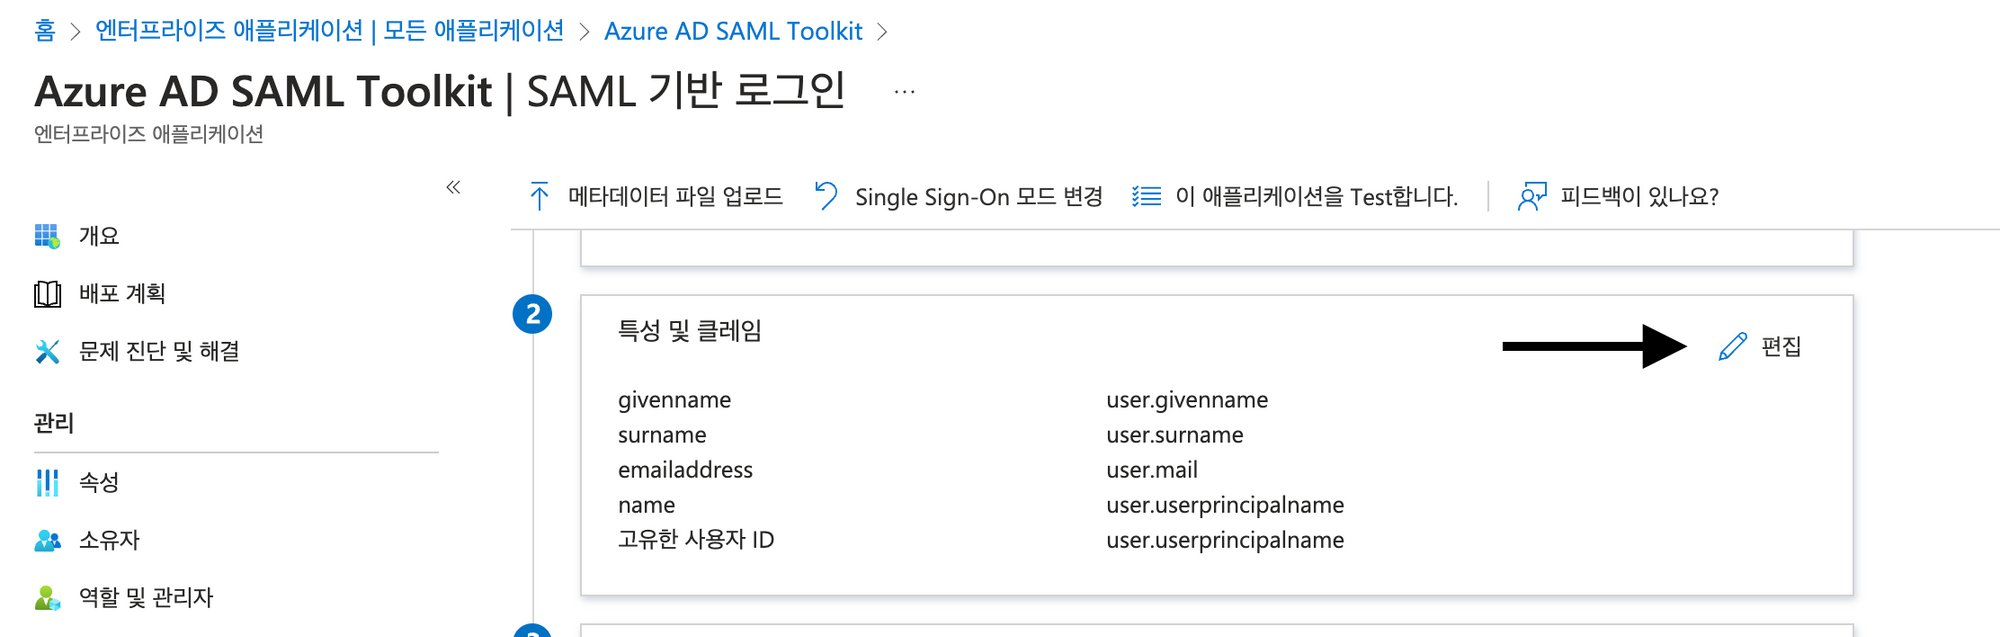 홈 > 엔터프라이즈 애플리케이션 | 모든 애플리케이션 > Azure AD SAML Toolkit >
Azure AD SAML Toolkit | SAML 기반 로그인 ...
엔터프라이즈 애플리케이션
«
메타데이터 파일 업로드 Single Sign-On 모드 변경 이 애플리케이션을 Test합니다. | 피드백이 있나요?
개요
배포 계획
문제 진단 및 해결
관리
속성
소유자
역할 및 관리자
2
특성 및 클레임
편집
givenname user.givenname
surname user.surname
emailaddress user.mail
name user.userprincipalname
고유한 사용자 ID user.userprincipalname